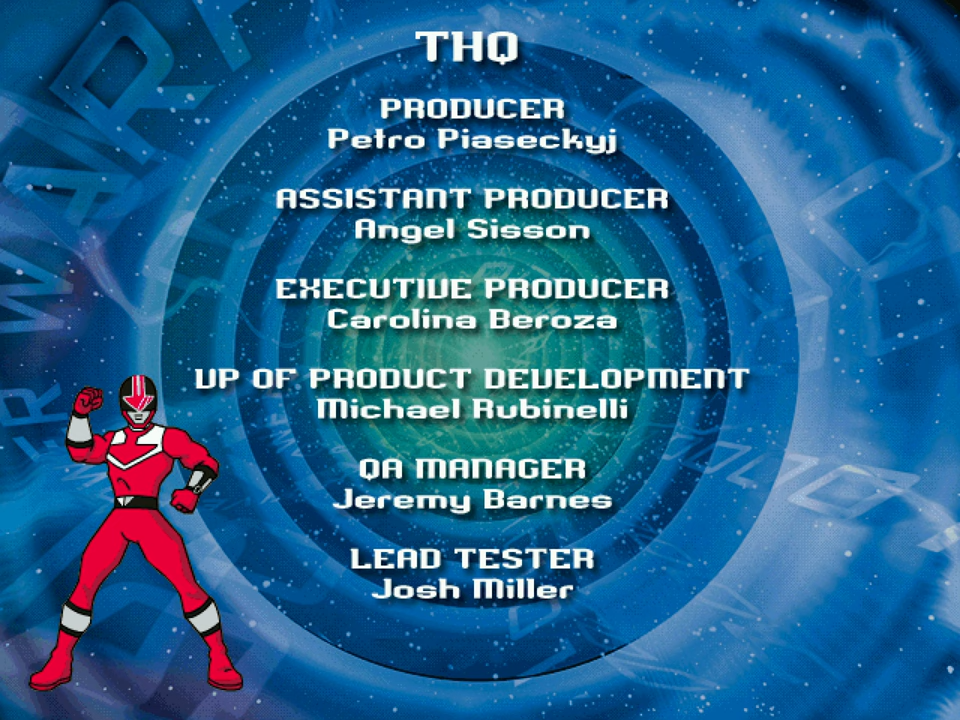 THQ
PRODUCER
Petro Piaseckyj
ASSISTANT PRODUCER
Angel Sisson
EXECUTIVE PRODUCER
Carolina Beroza
VP OF PRODUCT DEVELOPMENT
Michael Rubinelli
QA MANAGER
Jeremy Barnes
LEAD TESTER
Josh Miller